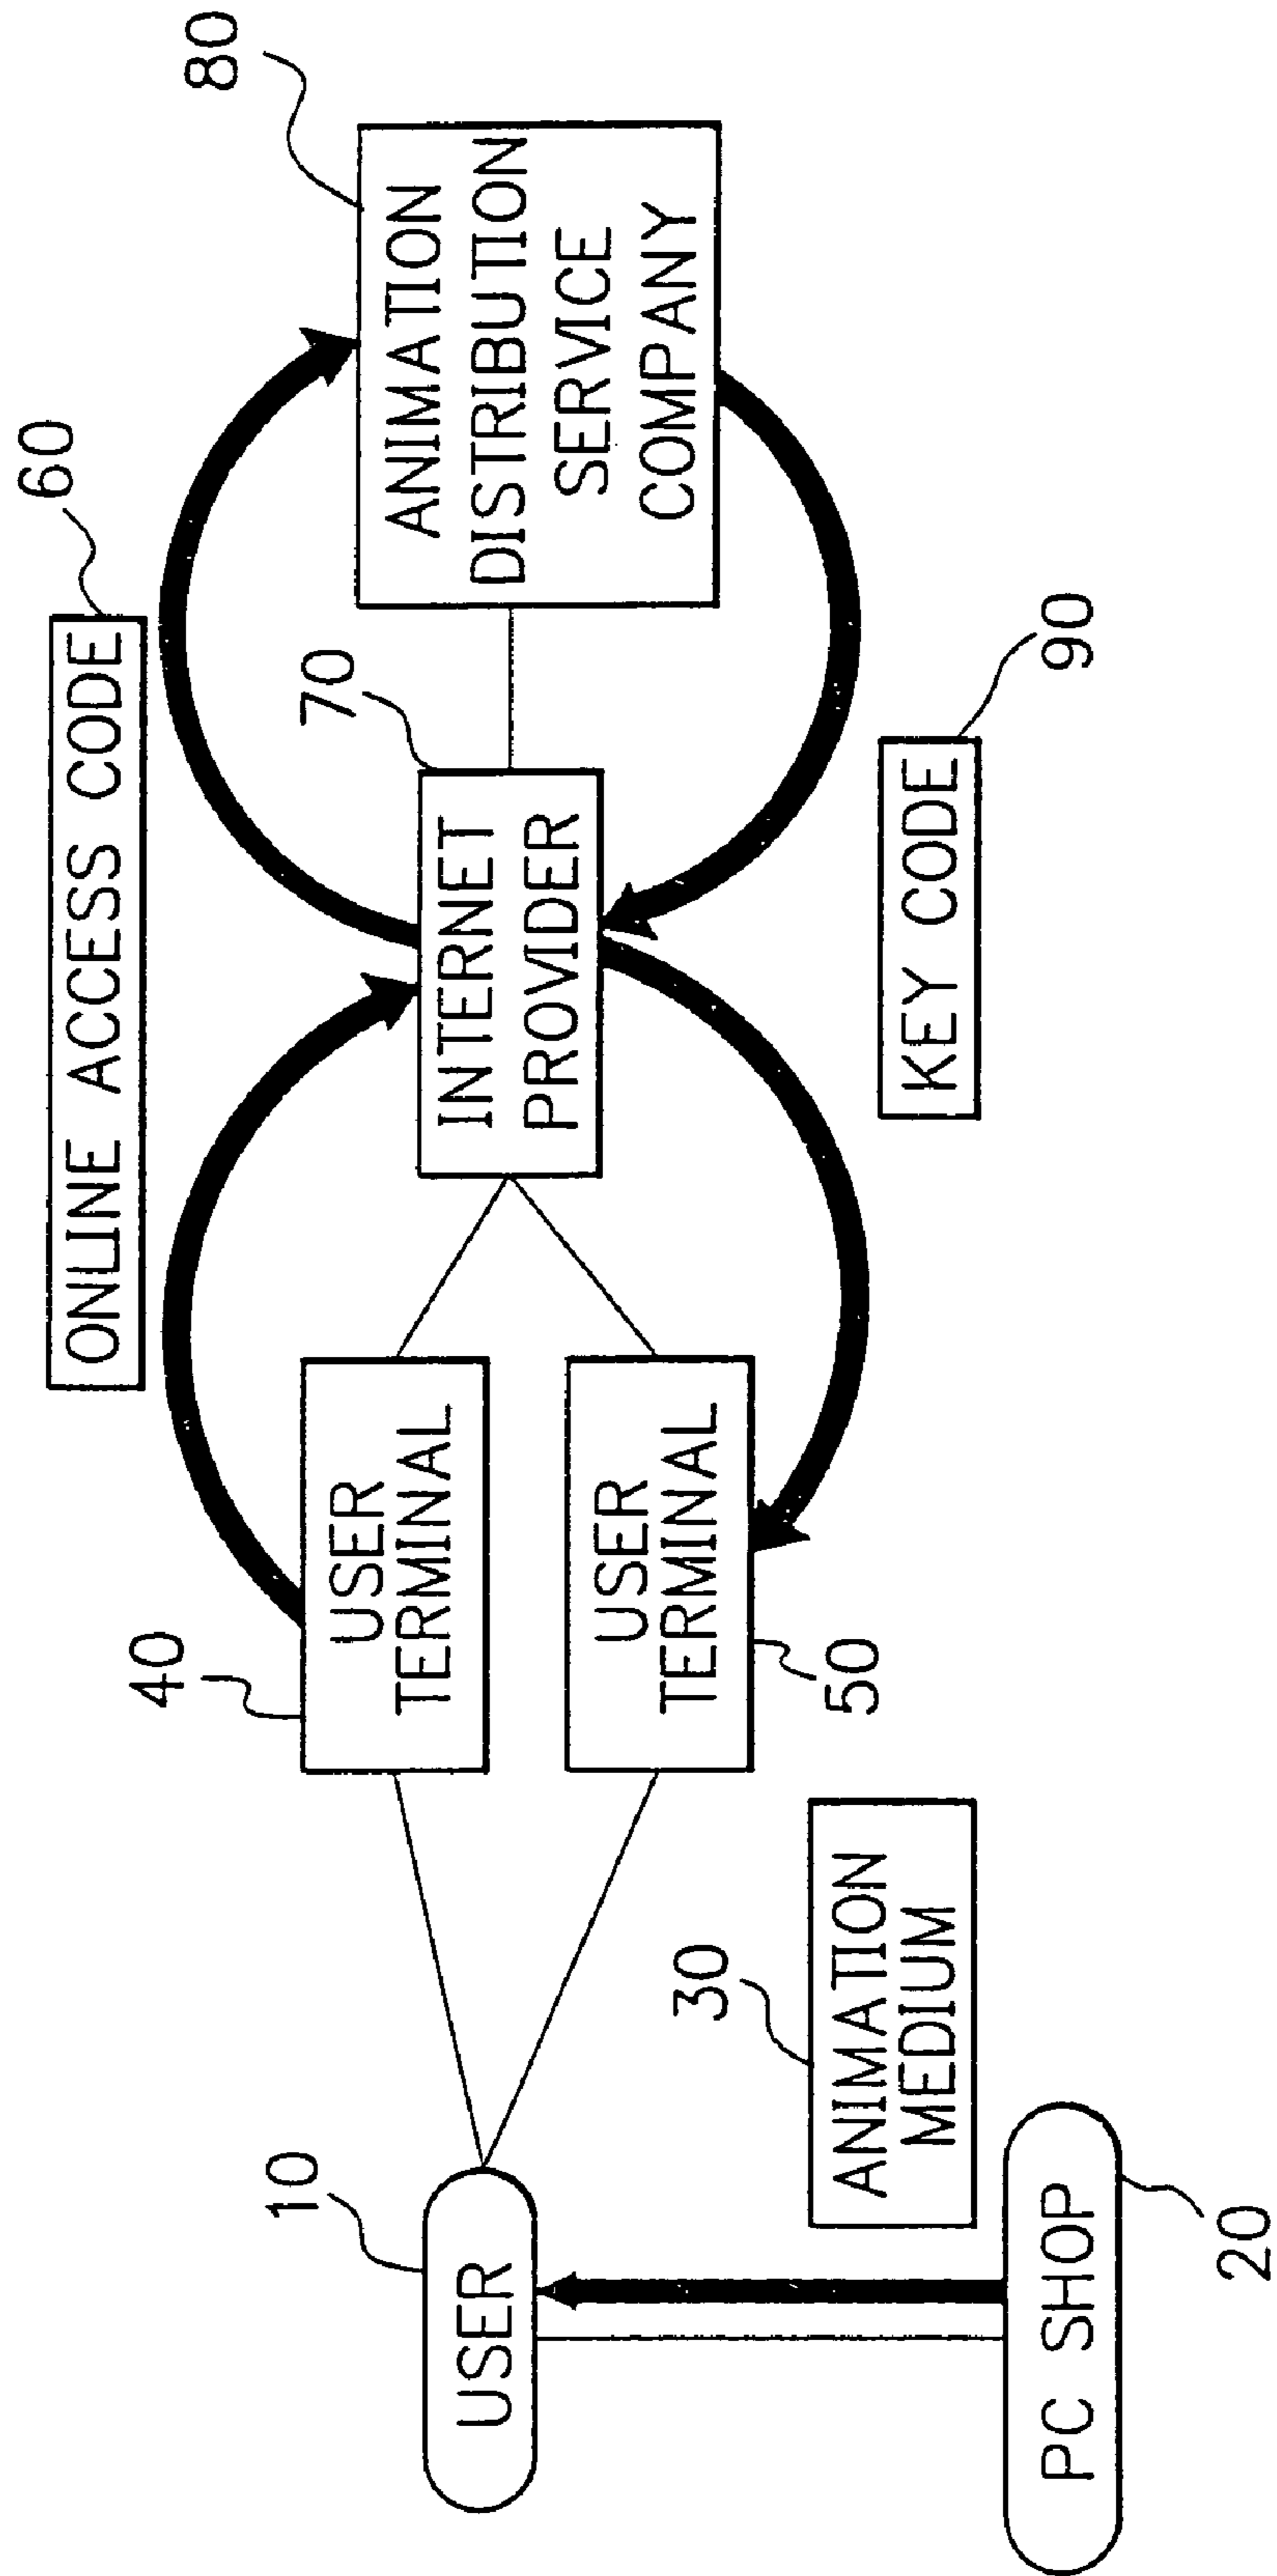 ONLINE ACCESS CODE
60
80
ANIMATION
DISTRIBUTION
SERVICE
COMPANY
70
INTERNET
PROVIDER
40
USER
TERMINAL
USER
TERMINAL
50
KEY CODE
90
10
USER
30
ANIMATION
MEDIUM
PC SHOP
20